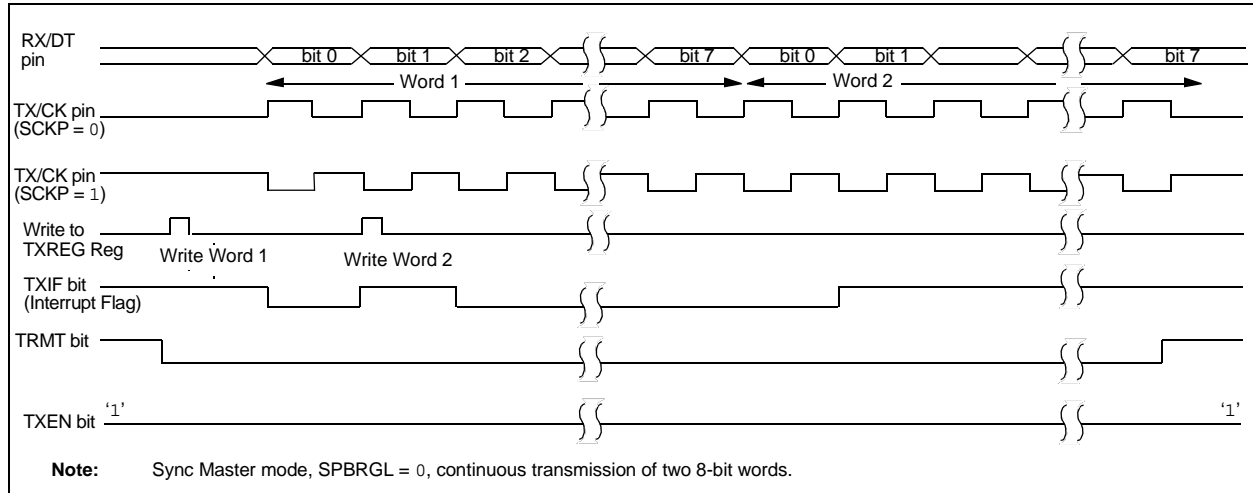 RX/DT
pin
bit 0 bit 1 bit 2 bit 7 bit 0 bit 1 bit 7
Word 1 Word 2
TX/CK pin
(SCKP = 0)
TX/CK pin
(SCKP = 1)
Write to
TXREG Reg
Write Word 1 Write Word 2
TXIF bit
(Interrupt Flag)
TRMT bit
TXEN bit ‘1’ ‘1’
Note: Sync Master mode, SPBRGL = 0, continuous transmission of two 8-bit words.